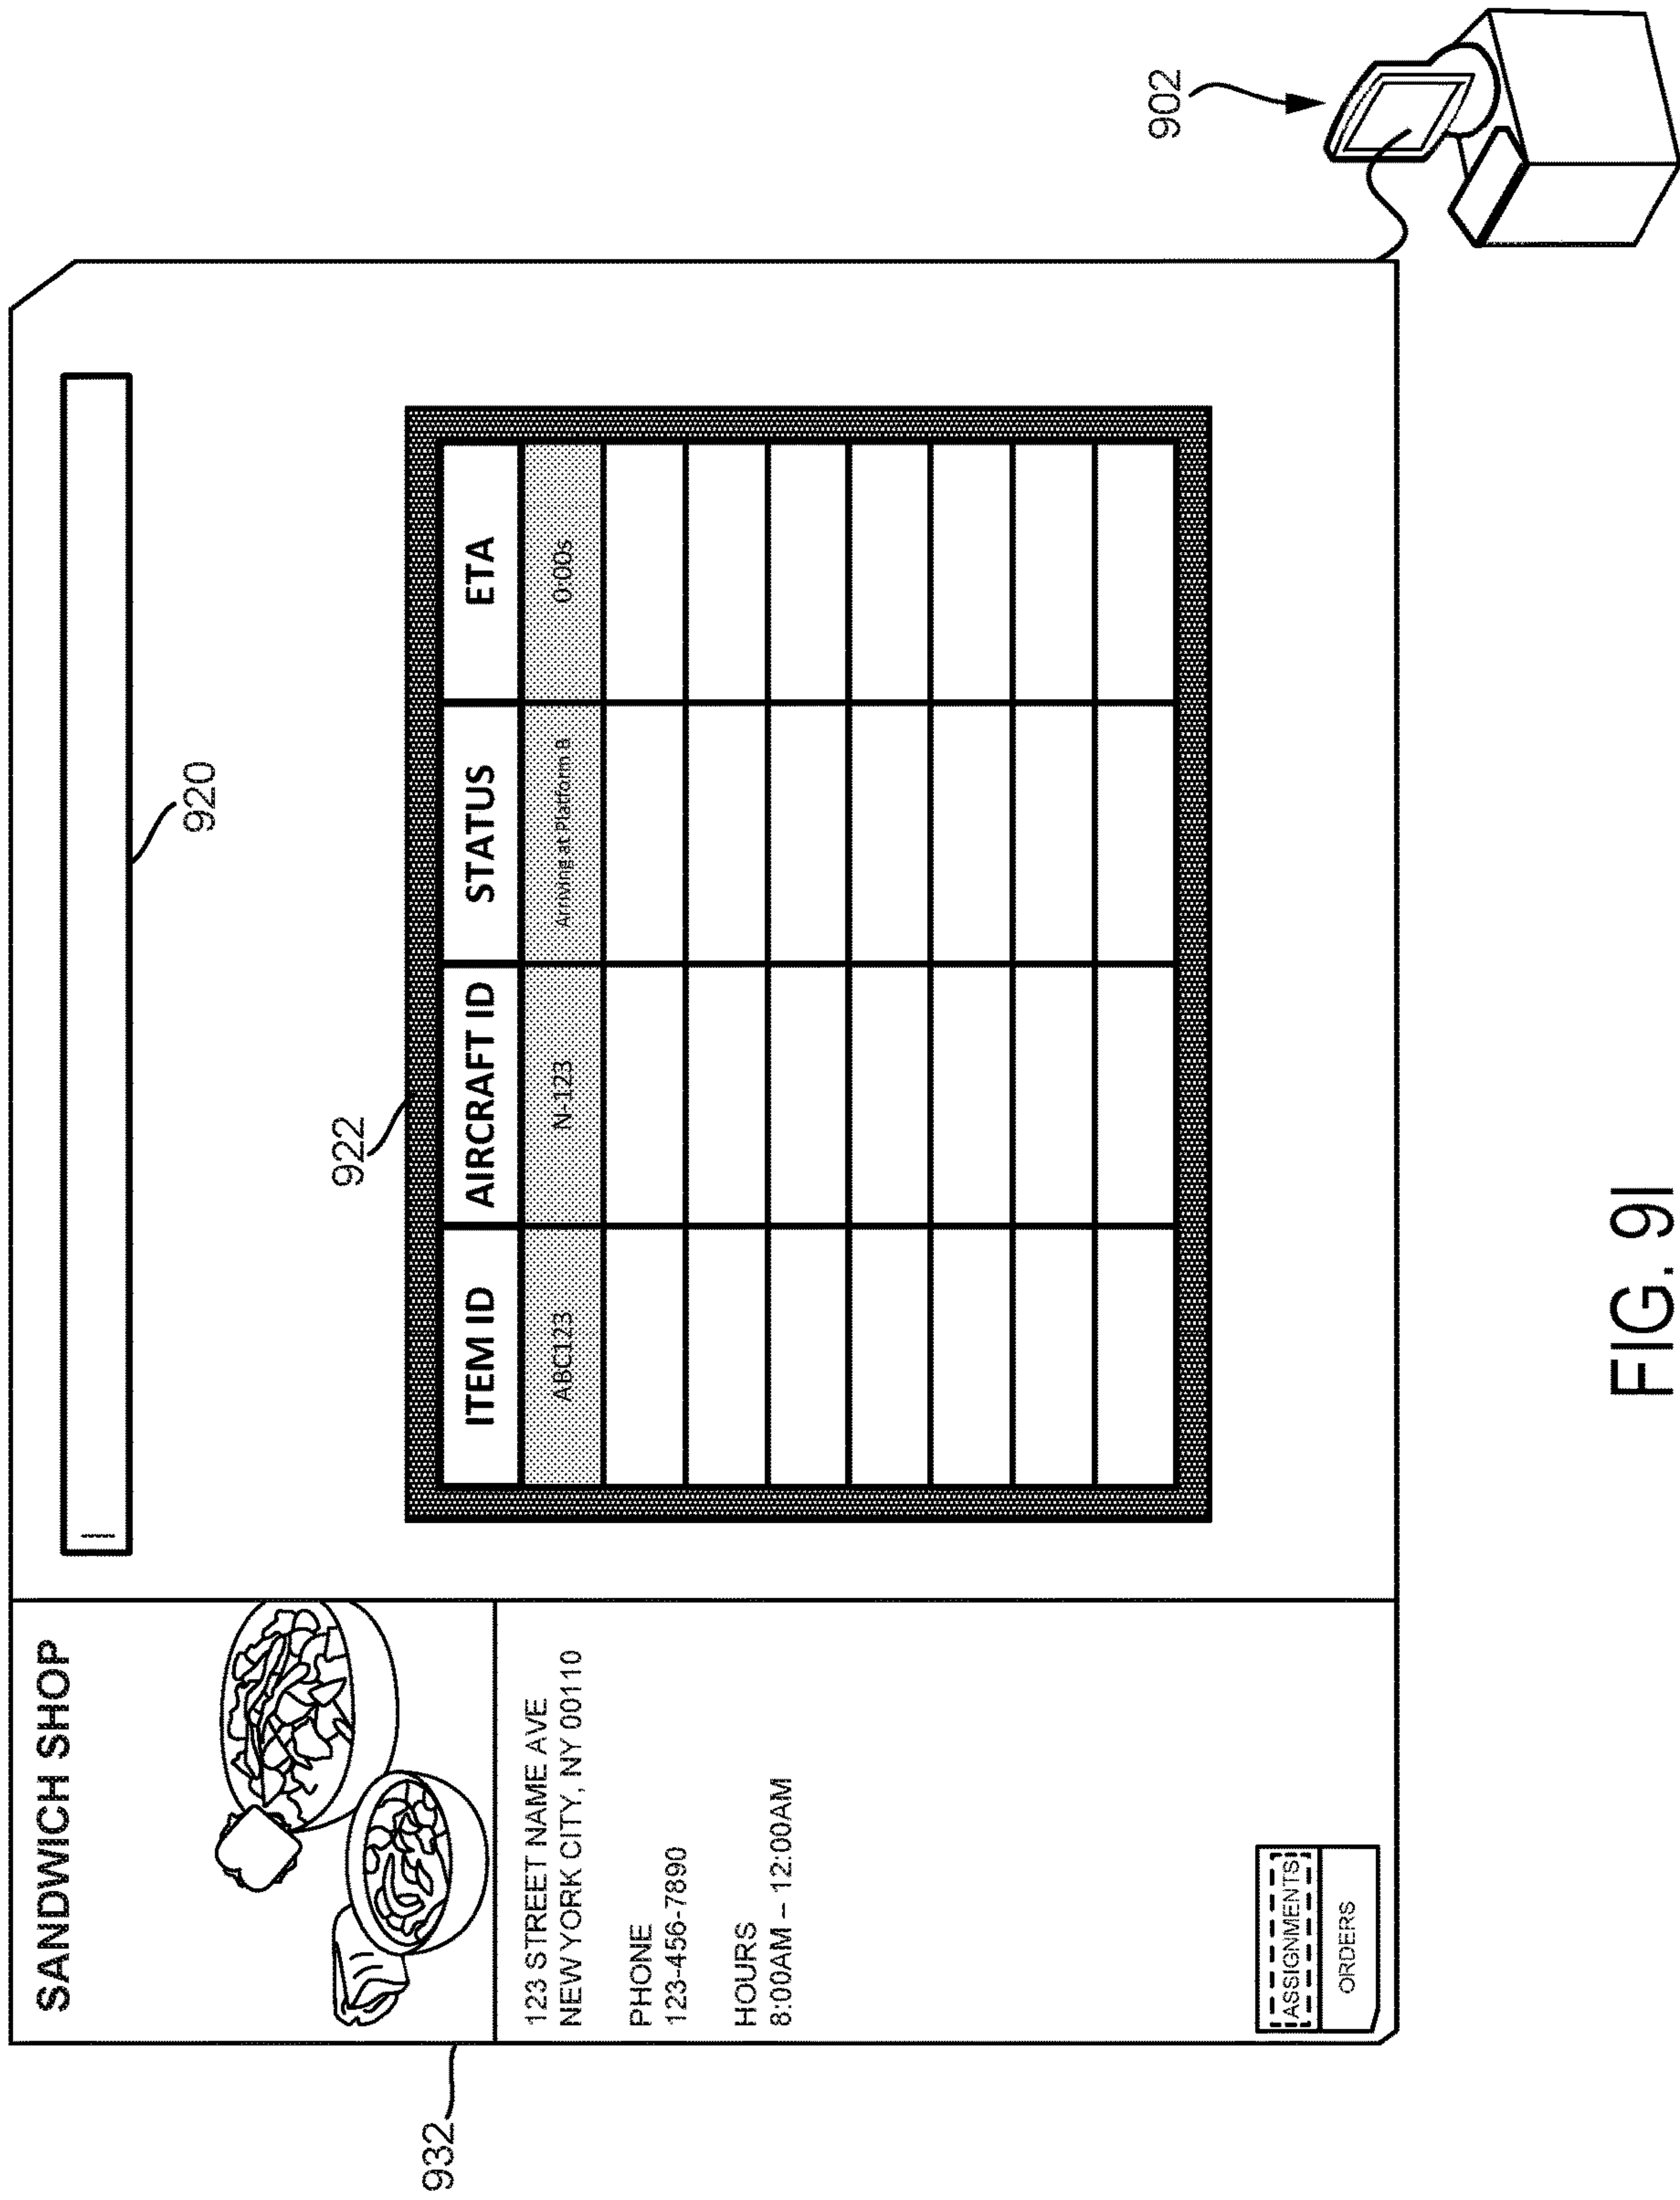 SANDWICH SHOP
123 STREET NAME AVE
NEW YORK CITY, NY 00110
PHONE
123-456-7890
HOURS
8:00AM – 12:00AM
ASSIGNMENTS
ORDERS
932
920
922
ITEM ID AIRCRAFT ID STATUS ETA
ABC123 N-123 Arriving at Platform B 0:00s
902
FIG. 9I